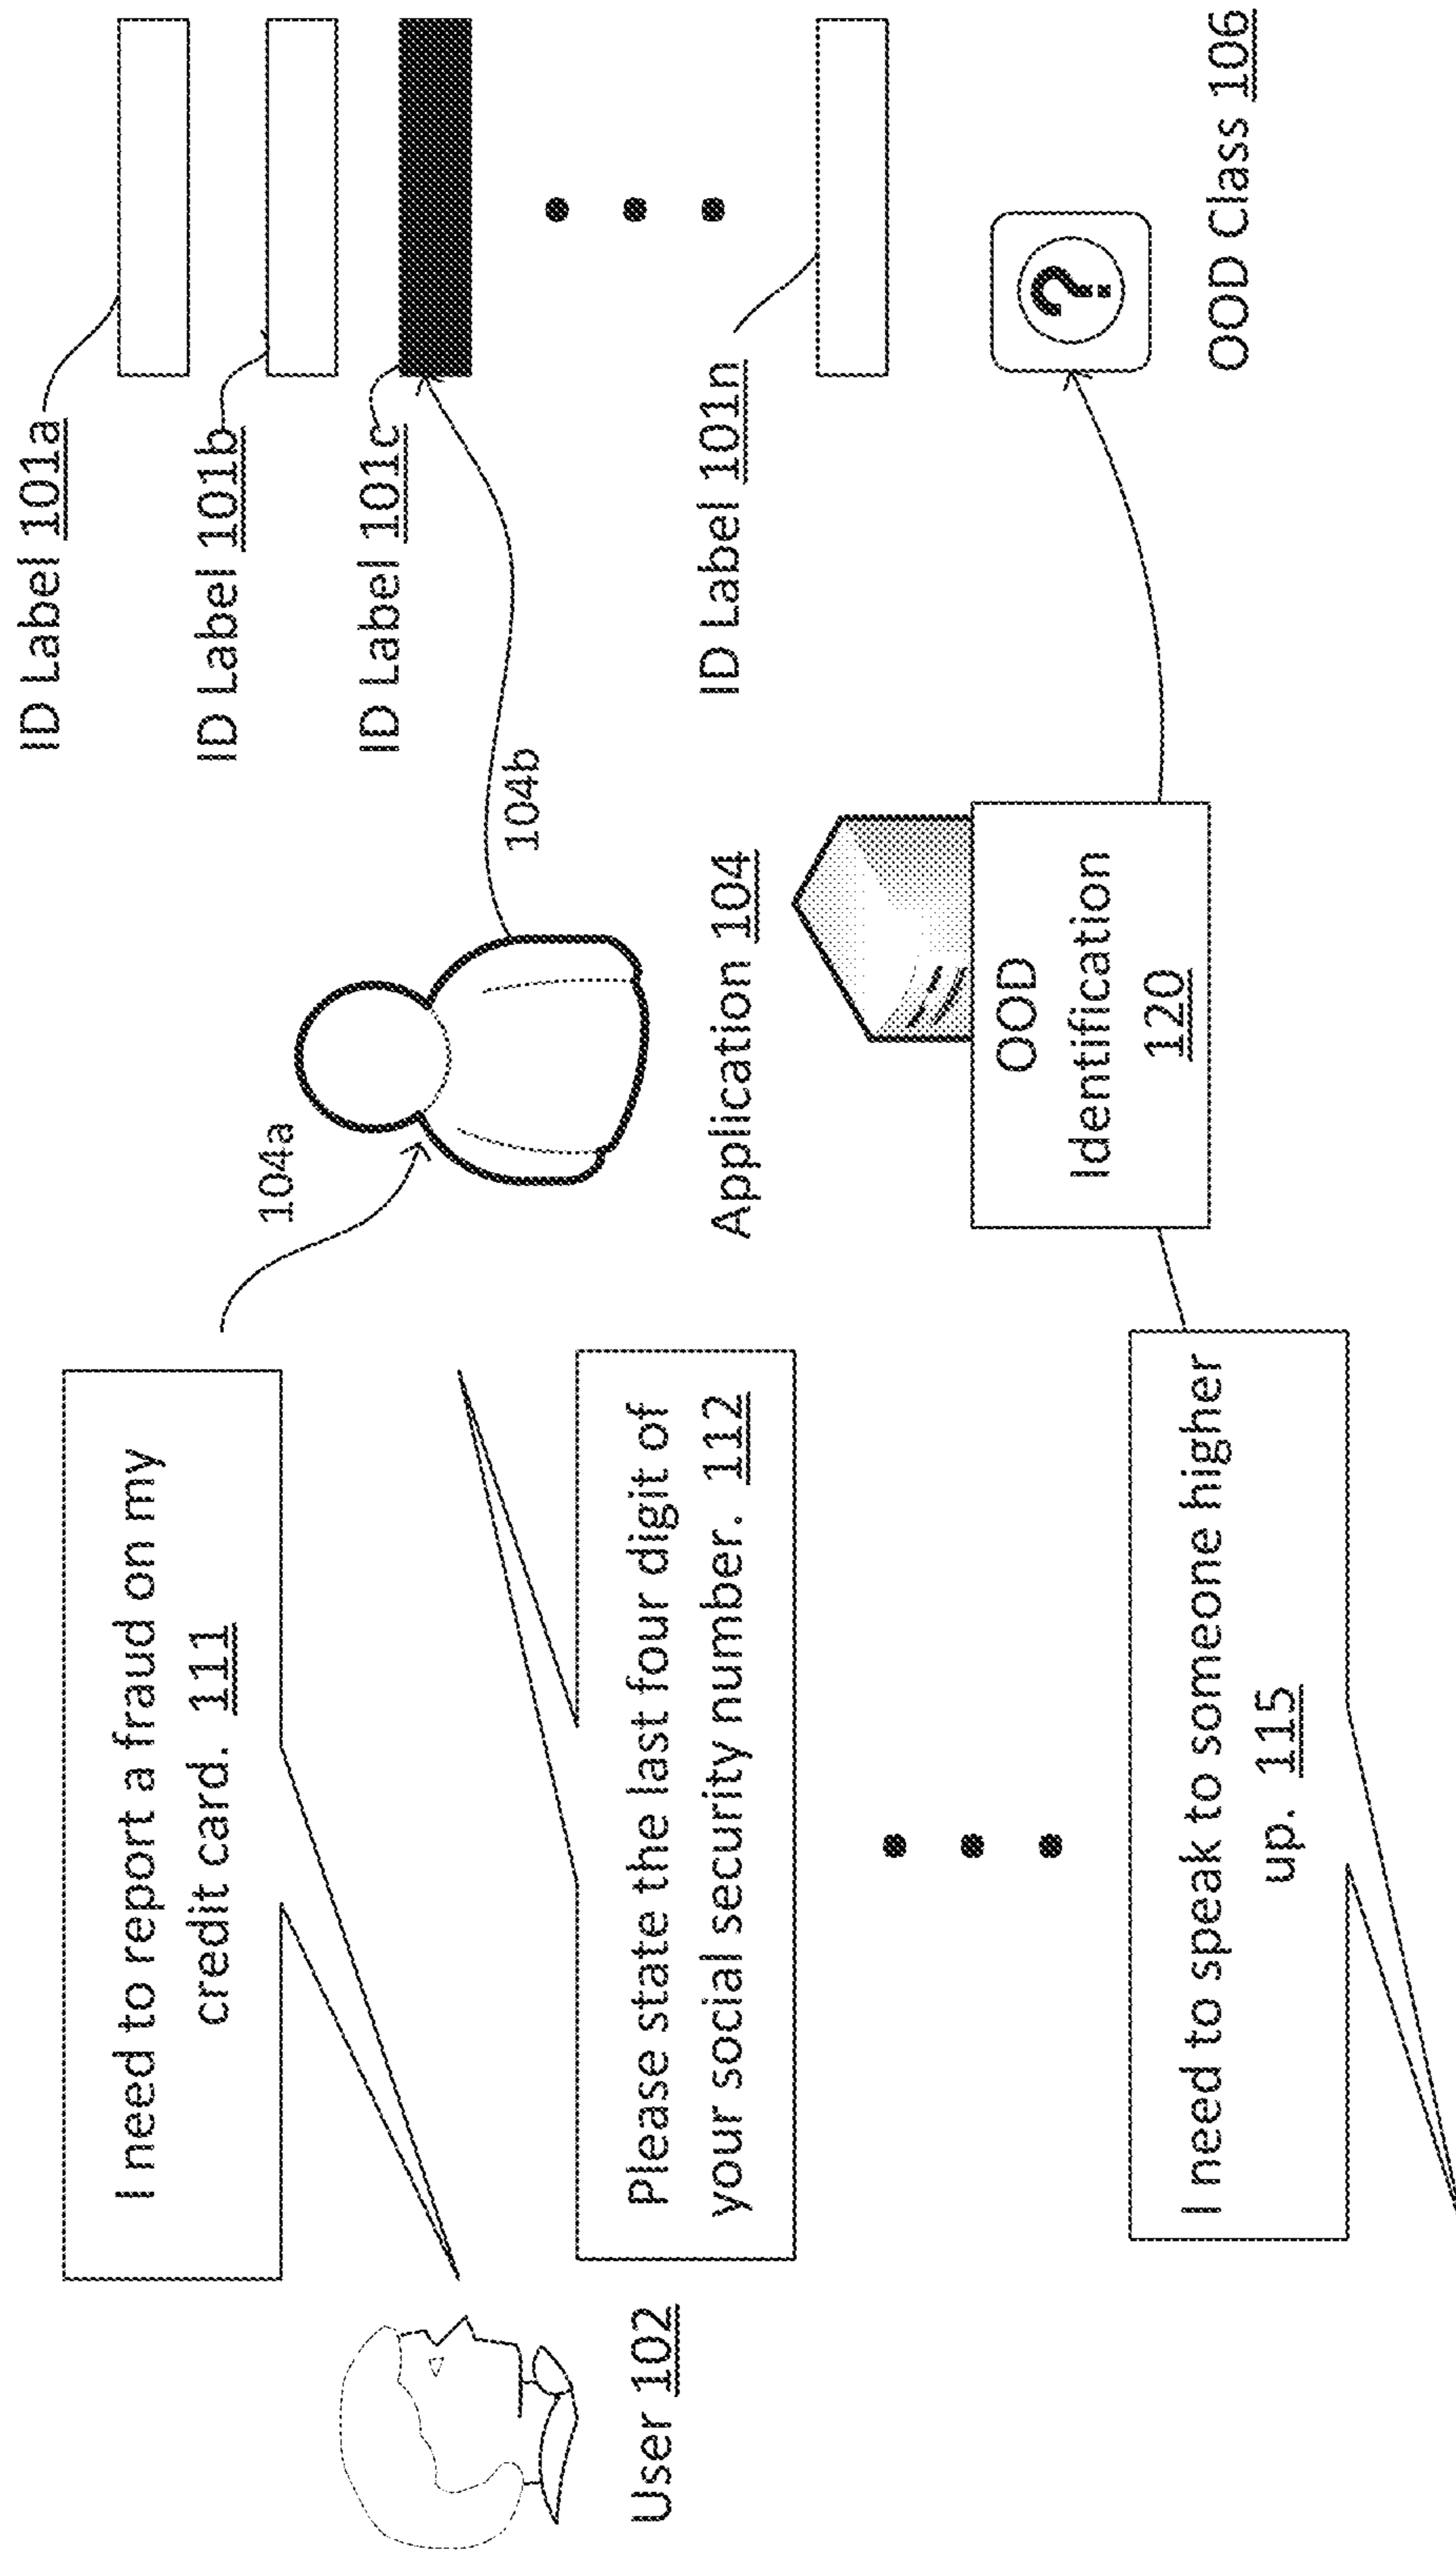 I need to report a fraud on my
credit card. 111
User 102
Please state the last four digit of
your social security number. 112
I need to speak to someone higher
up. 115
104a
104b
Application 104
OOD
Identification
120
ID Label 101a
ID Label 101b
ID Label 101c
ID Label 101n
?
OOD Class 106